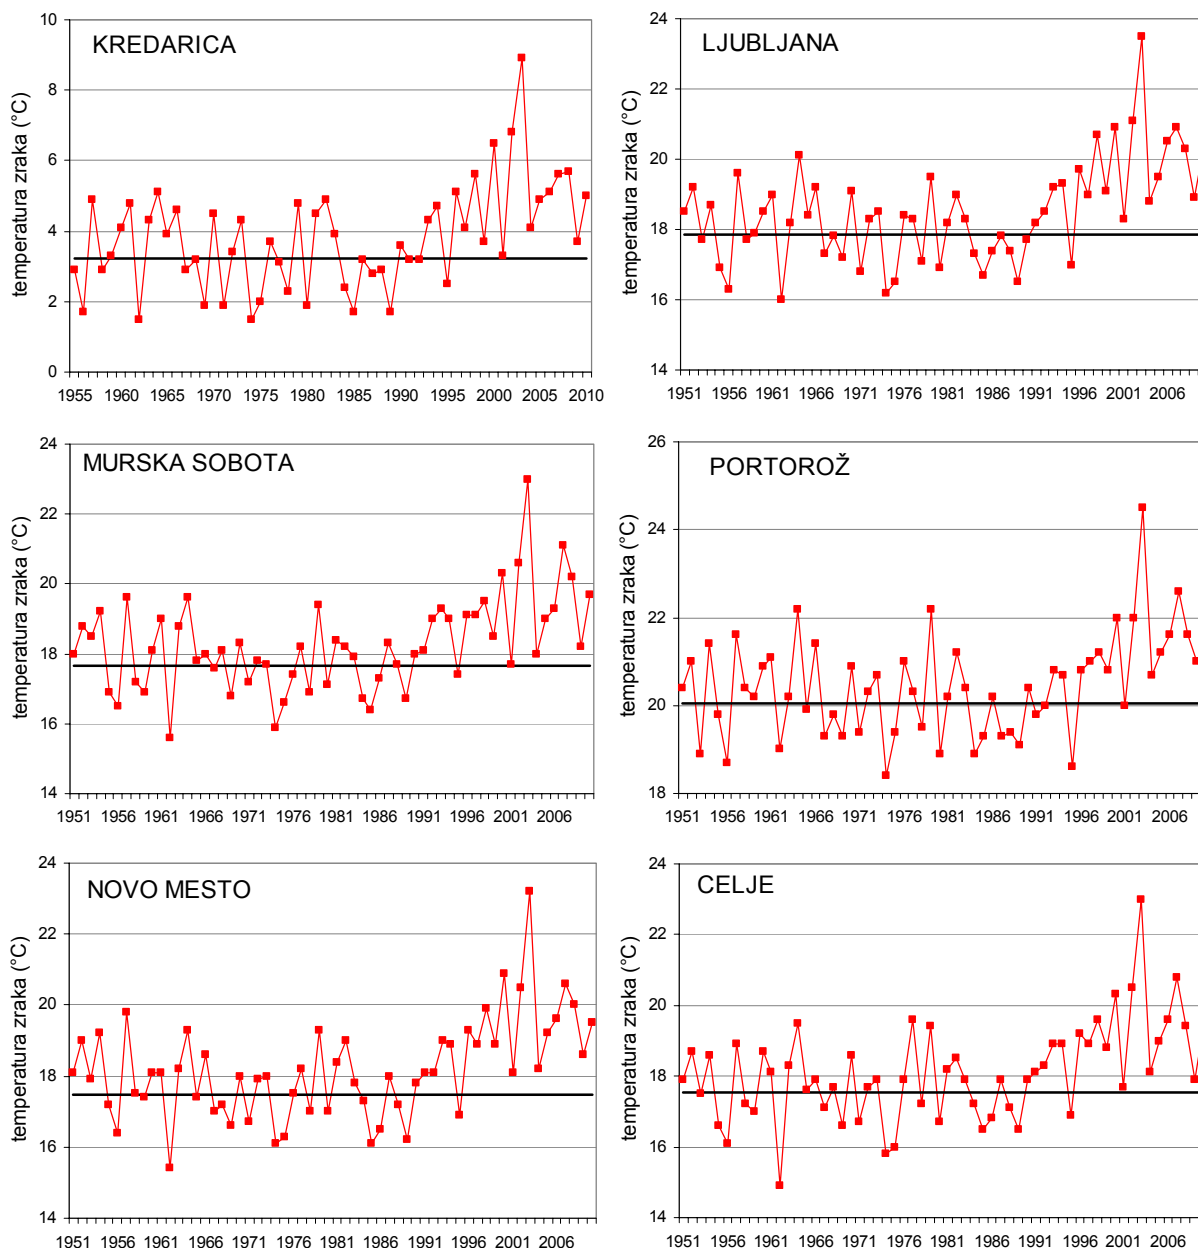 KREDARICA
temperatura zraka (°C)
10
8
6
4
2
0
1955 1960 1965 1970 1975 1980 1985 1990 1995 2000 2005 2010
LJUBLJANA
temperatura zraka (°C)
24
22
20
18
16
14
1951 1956 1961 1966 1971 1976 1981 1986 1991 1996 2001 2006
MURSKA SOBOTA
temperatura zraka (°C)
24
22
20
18
16
14
1951 1956 1961 1966 1971 1976 1981 1986 1991 1996 2001 2006
PORTOROŽ
temperatura zraka (°C)
26
24
22
20
18
1951 1956 1961 1966 1971 1976 1981 1986 1991 1996 2001 2006
NOVO MESTO
temperatura zraka (°C)
24
22
20
18
16
14
1951 1956 1961 1966 1971 1976 1981 1986 1991 1996 2001 2006
CELJE
temperatura zraka (°C)
24
22
20
18
16
14
1951 1956 1961 1966 1971 1976 1981 1986 1991 1996 2001 2006